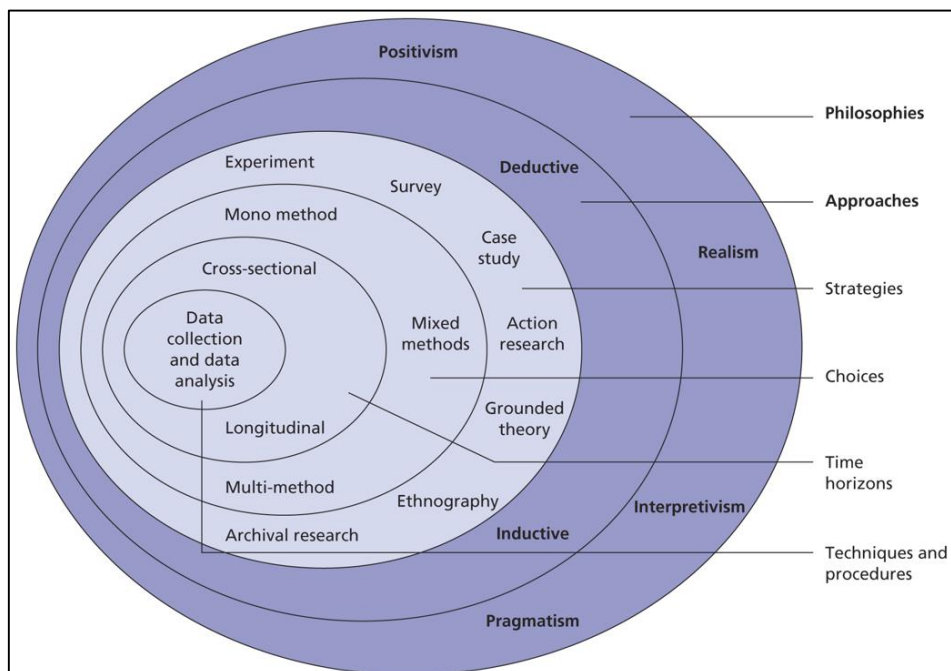 Positivism
Philosophies
Experiment
Deductive
Survey
Approaches
Mono method
Case
study
Realism
Cross-sectional
Strategies
Data
collection
and data
analysis
Mixed
methods
Action
research
Choices
Longitudinal
Grounded
theory
Time
horizons
Multi-method
Ethnography
Interpretivism
Archival research
Inductive
Techniques and
procedures
Pragmatism